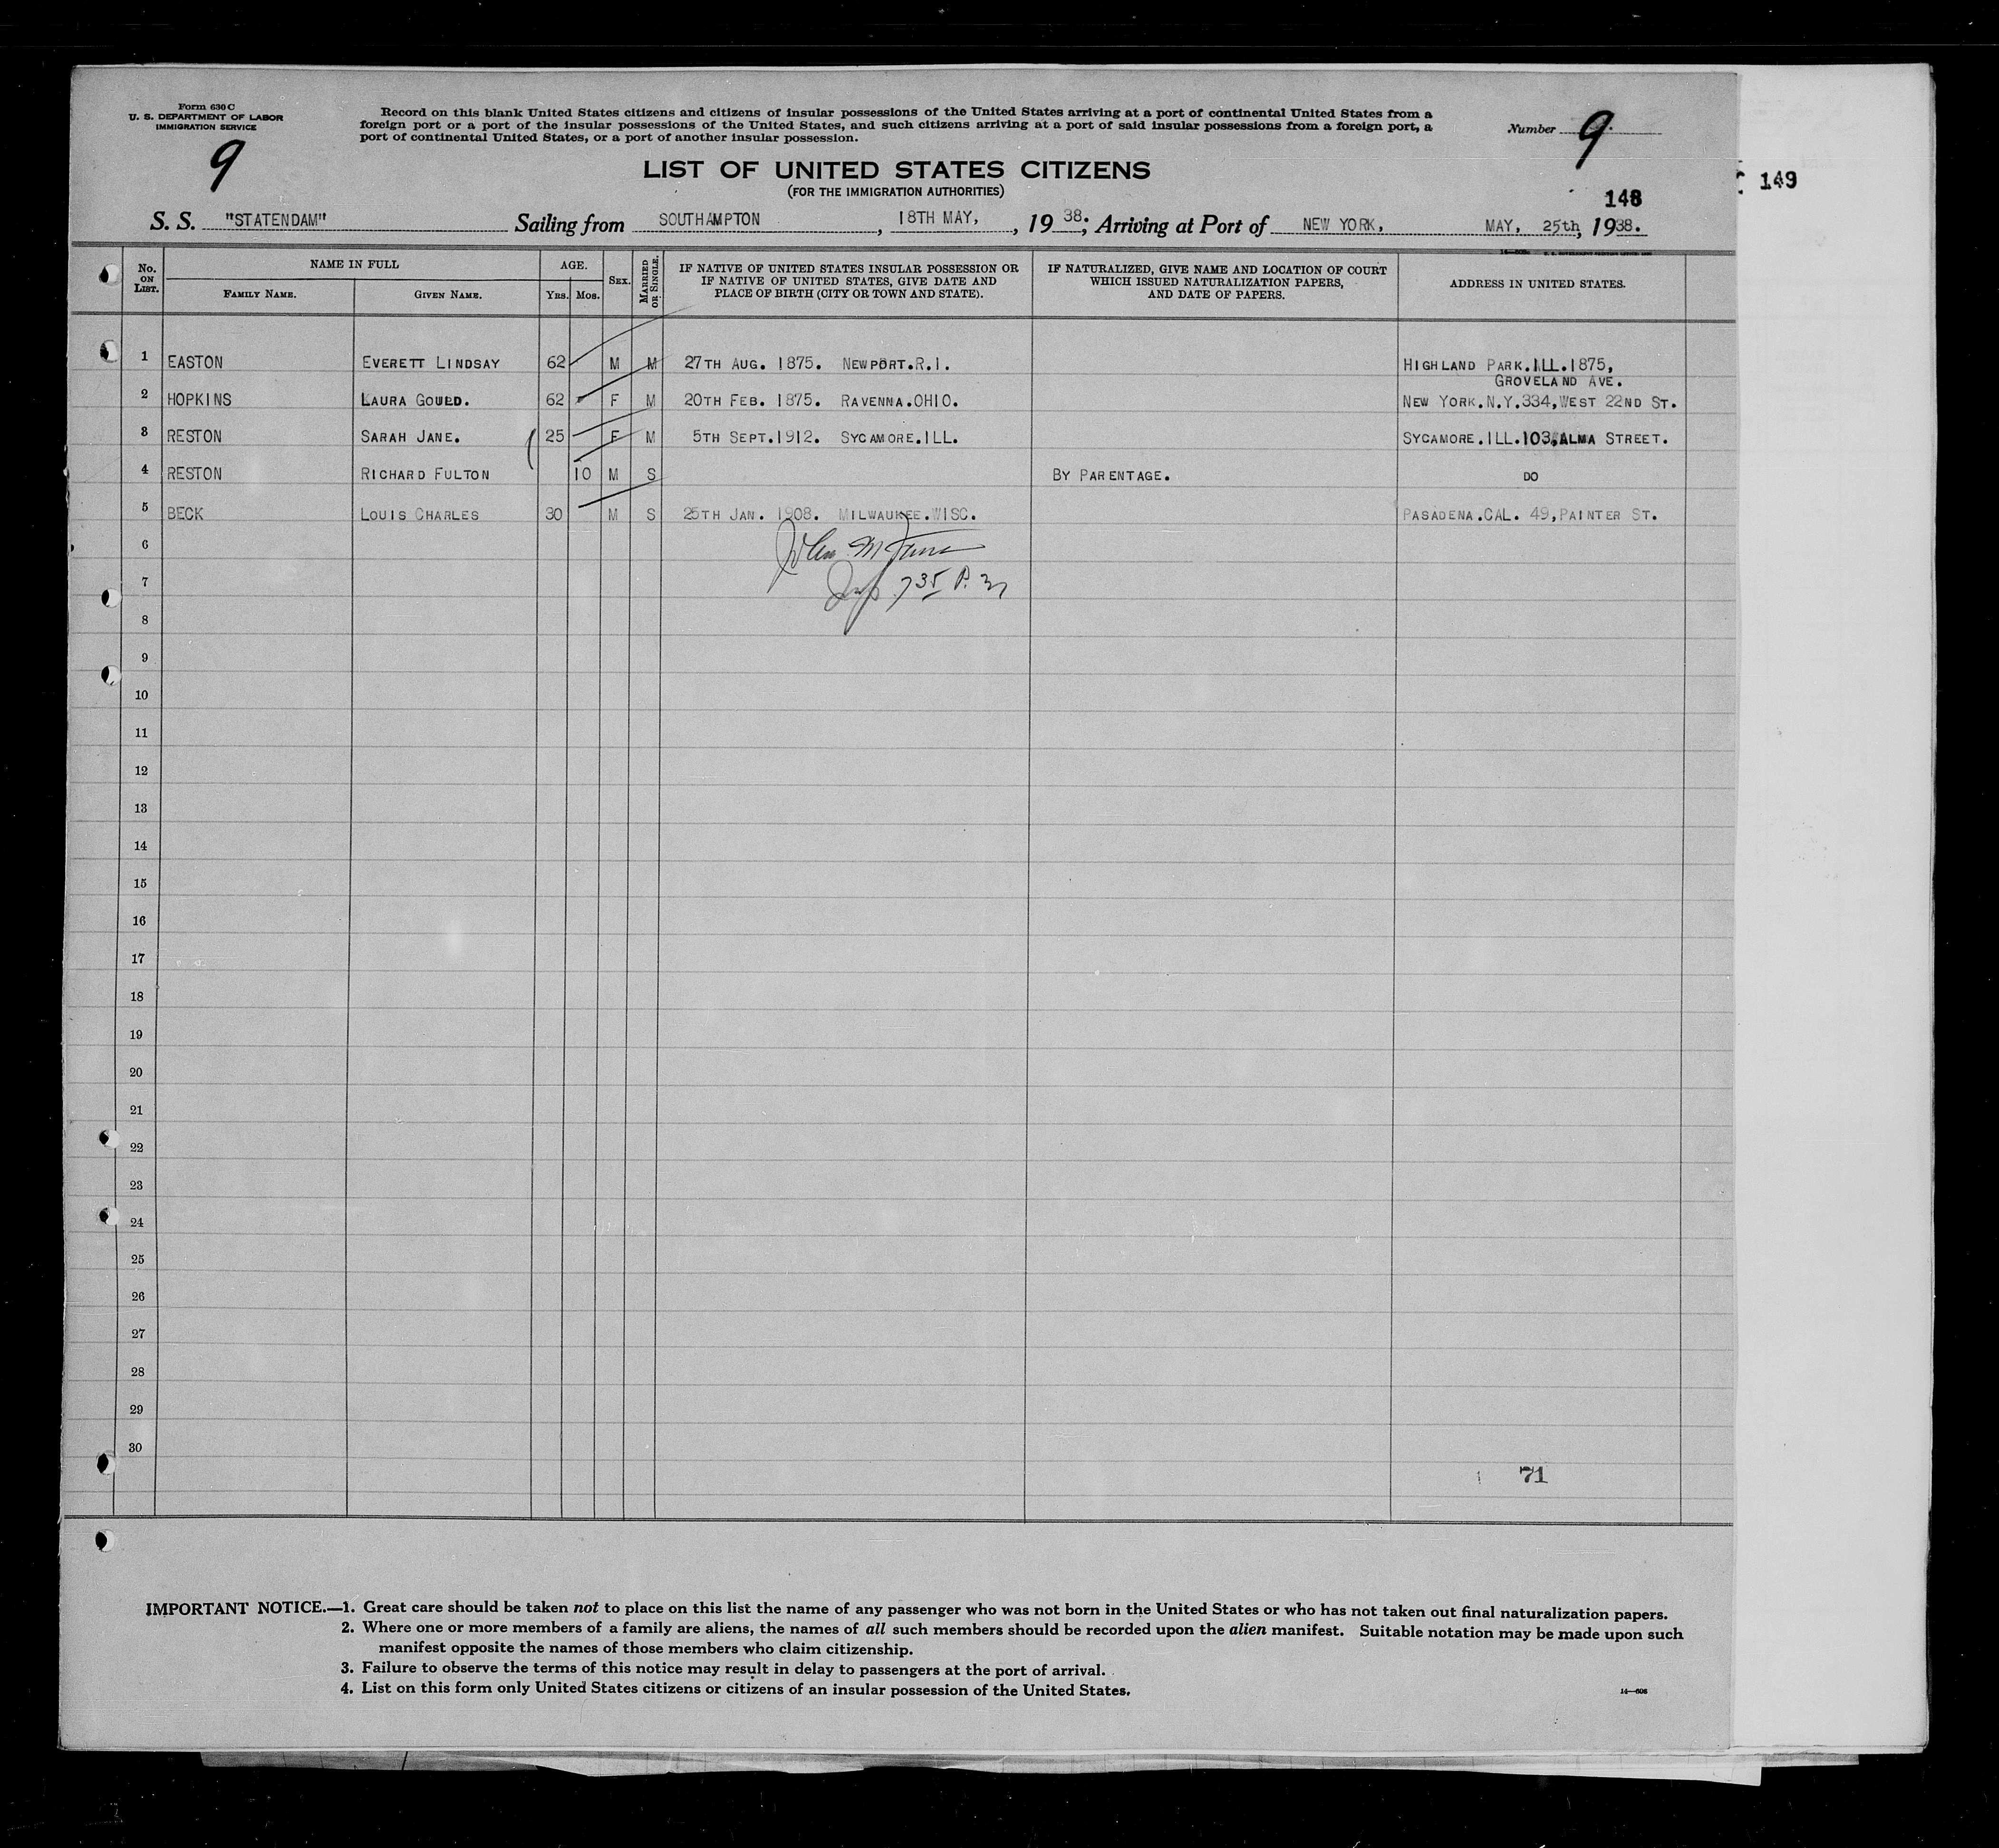 Form 630 C
U. S. DEPARTMENT OF LABOR
IMMIGRATION SERVICE
9
Record on this blank United States citizens and citizens of insular possessions of the United States arriving at a port of continental United States from a
foreign port or a port of the insular possessions of the United States, and such citizens arriving at a port of said insular possessions from a foreign port, a
port of continental United States, or a port of another insular possession.
Number 9
LIST OF UNITED STATES CITIZENS
(FOR THE IMMIGRATION AUTHORITIES)
148
149
S. S. "STATENDAM" Sailing from SOUTHAMPTON, 18TH MAY, , 19 38; Arriving at Port of NEW YORK, MAY, 25th, 1938.
No. ON LIST. NAME IN FULL AGE. SEX. MARRIED OR SINGLE. IF NATIVE OF UNITED STATES INSULAR POSSESSION OR IF NATIVE OF UNITED STATES, GIVE DATE AND PLACE OF BIRTH (CITY OR TOWN AND STATE). IF NATURALIZED, GIVE NAME AND LOCATION OF COURT WHICH ISSUED NATURALIZATION PAPERS, AND DATE OF PAPERS. ADDRESS IN UNITED STATES.
FAMILY NAME. GIVEN NAME. YRS. MOS.
1 EASTON EVERETT LINDSAY 62 M M 27TH AUG. 1875. NEWPORT.R.I. HIGHLAND PARK.ILL.1875,
GROVELAND AVE.
2 HOPKINS LAURA GOULD. 62 F M 20TH FEB. 1875. RAVENNA.OHIO. NEW YORK.N.Y.334,WEST 22ND ST.
3 RESTON SARAH JANE. 25 F M 5TH SEPT.1912. SYCAMORE.ILL. SYCAMORE.ILL.103,ALMA STREET.
4 RESTON RICHARD FULTON 10 M S BY PARENTAGE. DO
5 BECK LOUIS CHARLES 30 M S 25TH JAN. 1908. MILWAUKEE.WISC. PASADENA.CAL. 49,PAINTER ST.
6
7
8
9
10
11
12
13
14
15
16
17
18
19
20
21
22
23
24
25
26
27
28
29
30
71
IMPORTANT NOTICE.—1. Great care should be taken not to place on this list the name of any passenger who was not born in the United States or who has not taken out final naturalization papers.
2. Where one or more members of a family are aliens, the names of all such members should be recorded upon the alien manifest. Suitable notation may be made upon such
manifest opposite the names of those members who claim citizenship.
3. Failure to observe the terms of this notice may result in delay to passengers at the port of arrival.
4. List on this form only United States citizens or citizens of an insular possession of the United States.